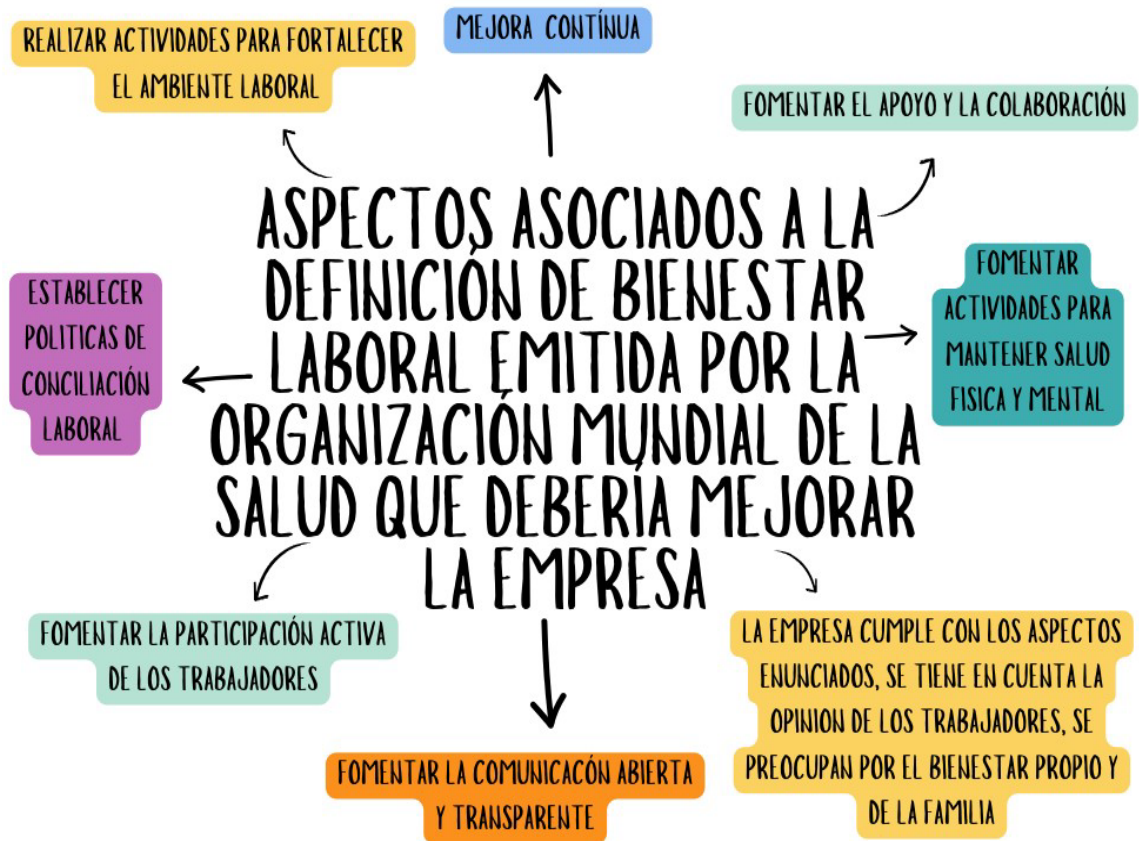 REALIZAR ACTIVIDADES PARA FORTALECER
EL AMBIENTE LABORAL
MEJORA CONTÍNUA
FOMENTAR EL APOYO Y LA COLABORACIÓN
ASPECTOS ASOCIADOS A LA
DEFINICIÓN DE BIENESTAR
LABORAL EMITIDA POR LA
ORGANIZACIÓN MUNDIAL DE LA
SALUD QUE DEBERÍA MEJORAR
LA EMPRESA
ESTABLECER
POLITICAS DE
CONCILIACIÓN
LABORAL
FOMENTAR
ACTIVIDADES PARA
MANTENER SALUD
FISICA Y MENTAL
FOMENTAR LA PARTICIPACIÓN ACTIVA
DE LOS TRABAJADORES
FOMENTAR LA COMUNICACÓN ABIERTA
Y TRANSPARENTE
LA EMPRESA CUMPLE CON LOS ASPECTOS
ENUNCIADOS, SE TIENE EN CUENTA LA
OPINION DE LOS TRABAJADORES, SE
PREOCUPAN POR EL BIENESTAR PROPIO Y
DE LA FAMILIA